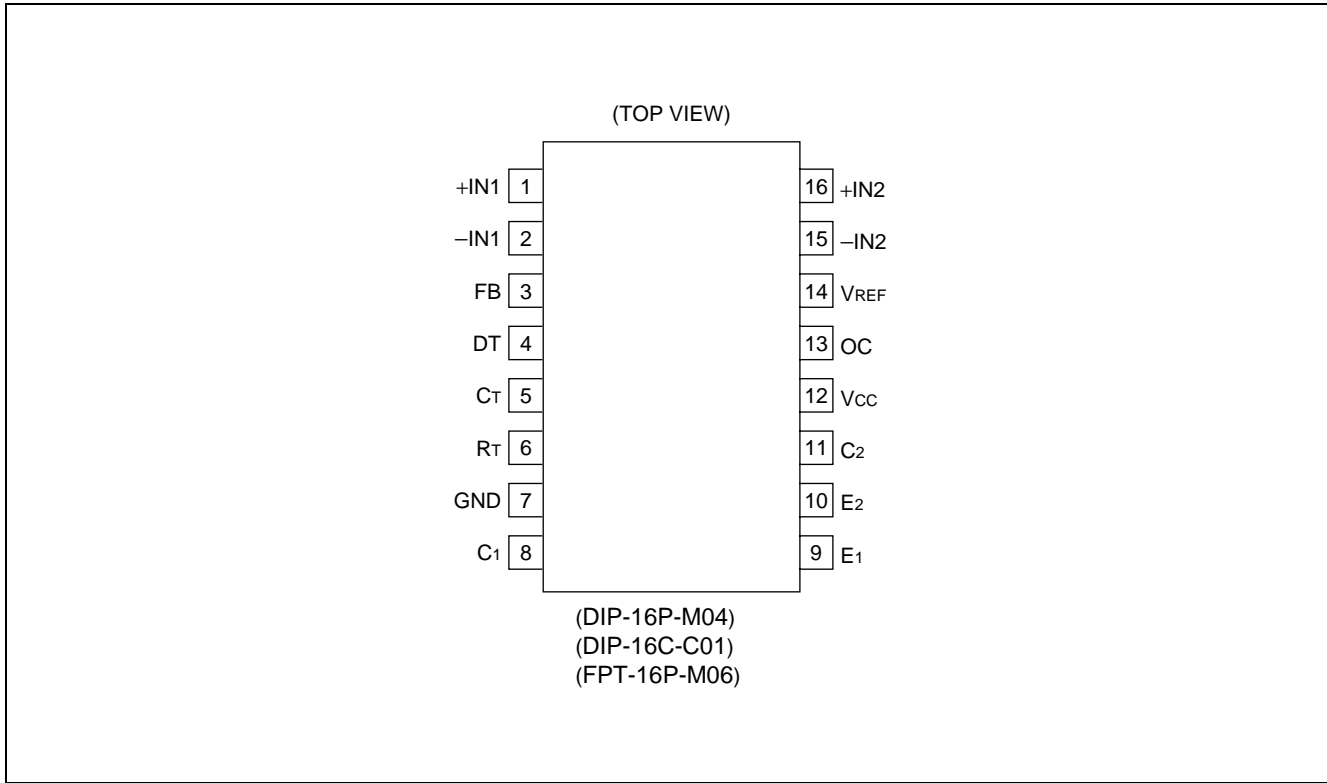 (TOP VIEW)
+IN1 1
−IN1 2
FB 3
DT 4
CT 5
RT 6
GND 7
C1 8
16 +IN2
15 −IN2
14 VREF
13 OC
12 VCC
11 C2
10 E2
9 E1
(DIP-16P-M04)
(DIP-16C-C01)
(FPT-16P-M06)